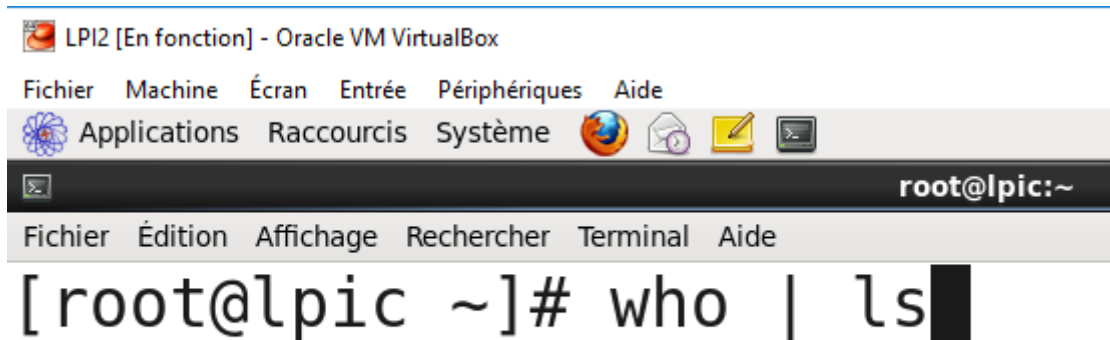 LPI2 [En fonction] - Oracle VM VirtualBox
Fichier Machine Écran Entrée Périphériques Aide
Applications Raccourcis Système
root@lpic:~
Fichier Édition Affichage Rechercher Terminal Aide
[root@lpic ~]# who | ls